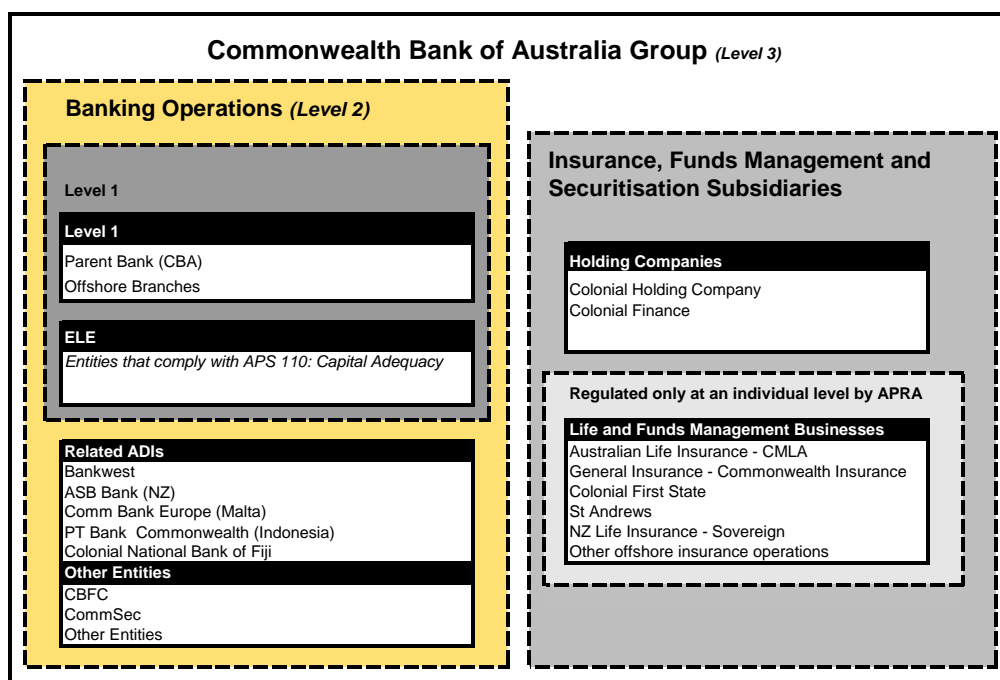 Commonwealth Bank of Australia Group (Level 3)
Banking Operations (Level 2)
Level 1
Level 1
Parent Bank (CBA)
Offshore Branches
ELE
Entities that comply with APS 110: Capital Adequacy
Related ADIs
Bankwest
ASB Bank (NZ)
Comm Bank Europe (Malta)
PT Bank Commonwealth (Indonesia)
Colonial National Bank of Fiji
Other Entities
CBFC
CommSec
Other Entities
Insurance, Funds Management and
Securitisation Subsidiaries
Holding Companies
Colonial Holding Company
Colonial Finance
Regulated only at an individual level by APRA
Life and Funds Management Businesses
Australian Life Insurance - CMLA
General Insurance - Commonwealth Insurance
Colonial First State
St Andrews
NZ Life Insurance - Sovereign
Other offshore insurance operations